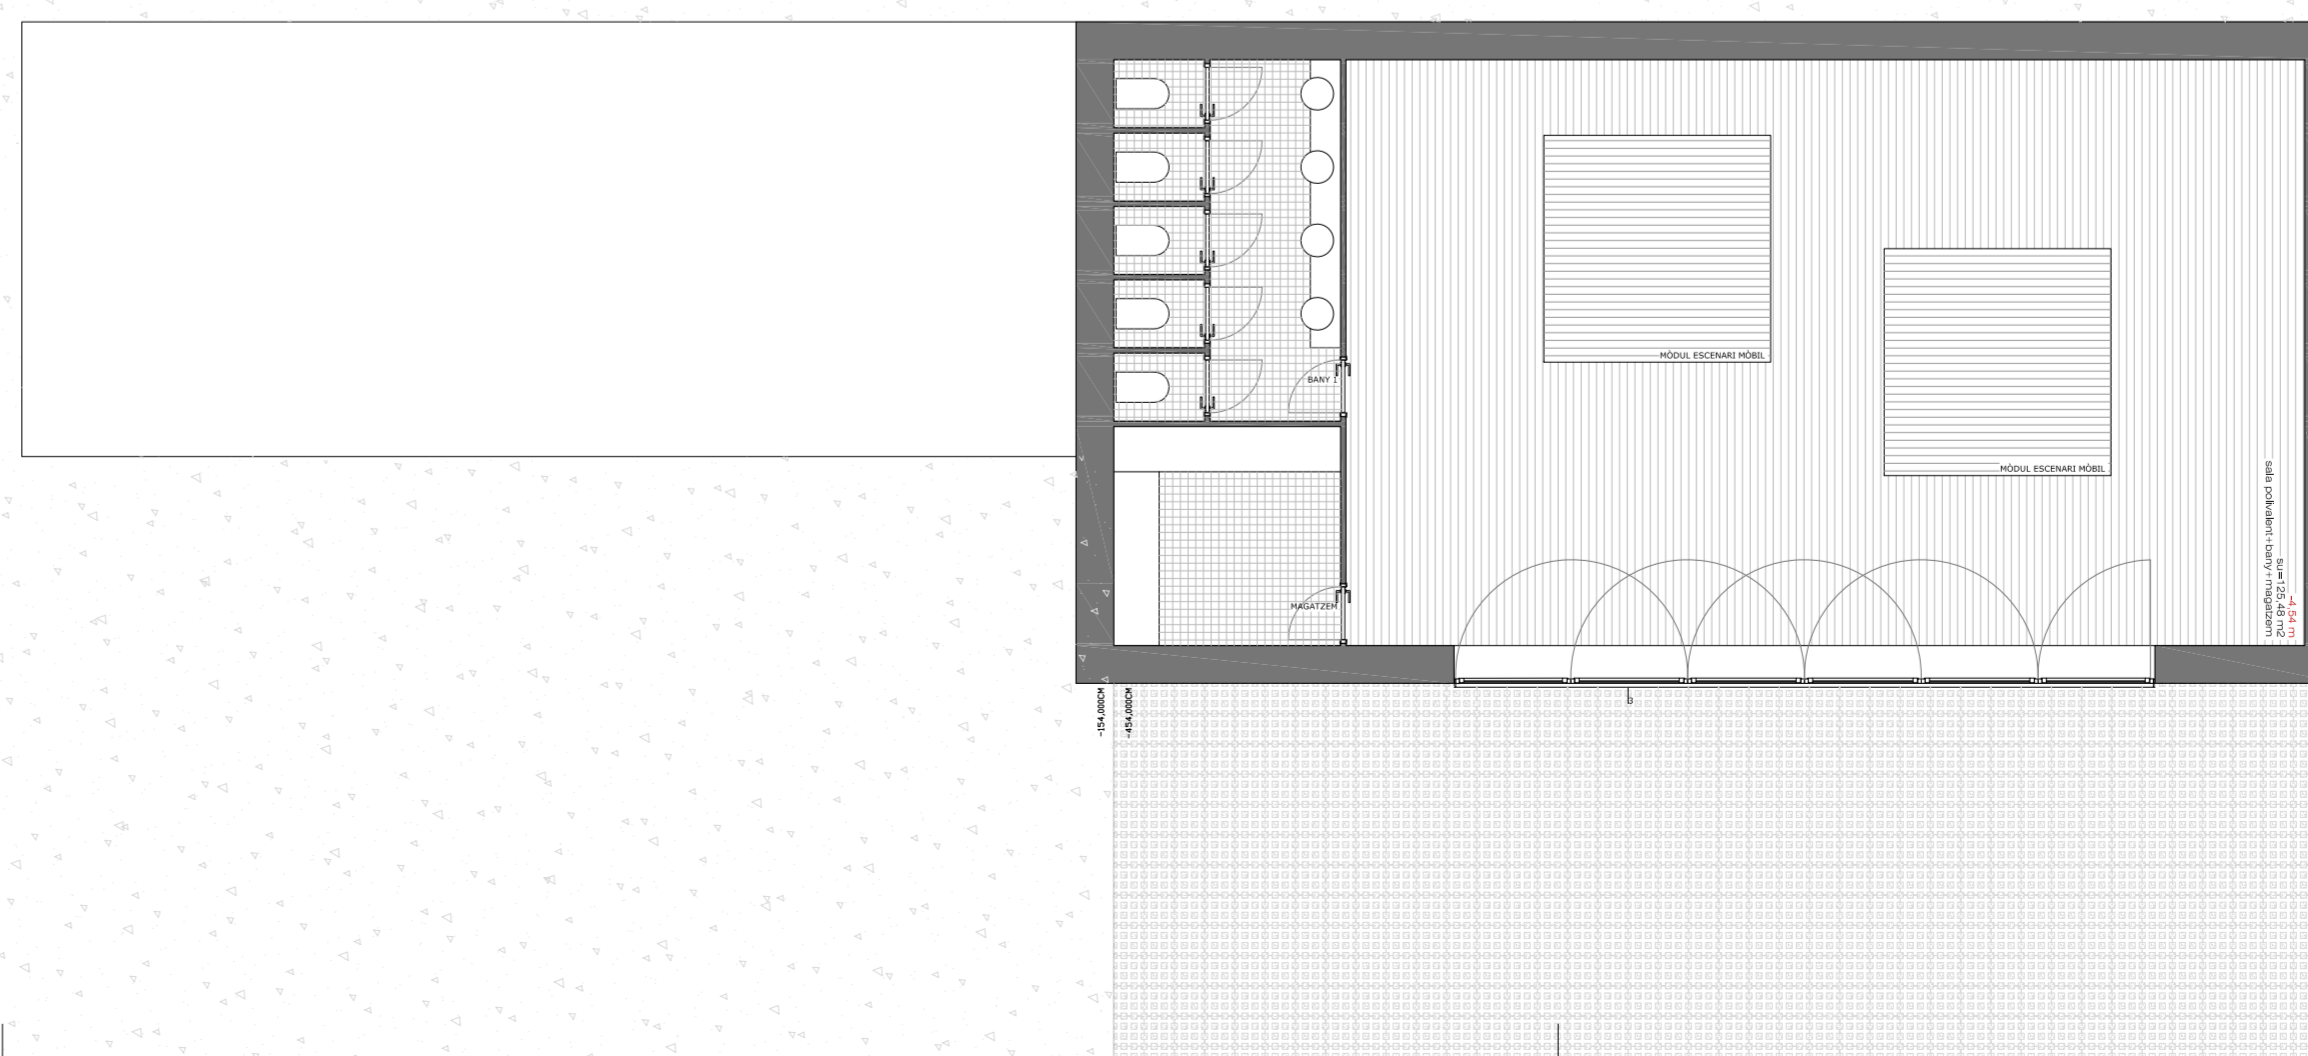 BANY 1
MÒDUL ESCENARI MÒBIL
MÒDUL ESCENARI MÒBIL
MAGATZEM
-4,54 m
su=125,48 m2
sala polivalent+bany+magatzem
-154,000CM
-454,000CM
3